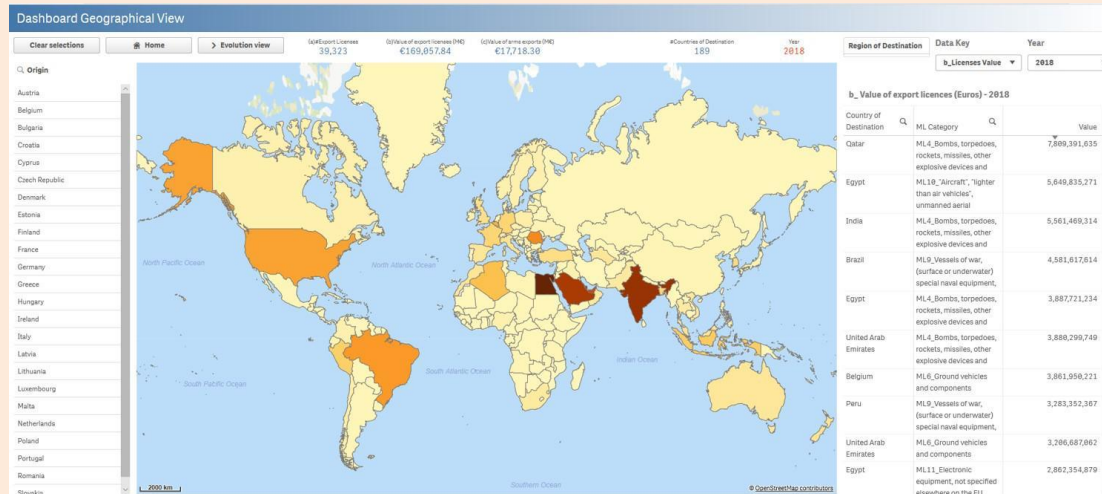 Dashboard Geographical View
Clear selections
Home
Evolution view
(a)#Export Licenses
39,323
(b)Value of export licenses (M€)
€169,057.84
(c)Value of arms exports (M€)
€17,718.30
#Countries of Destination
189
Year
2018
Region of Destination
Data Key
b_Licenses Value
Year
2018
Origin
Austria
Belgium
Bulgaria
Croatia
Cyprus
Czech Republic
Denmark
Estonia
Finland
France
Germany
Greece
Hungary
Ireland
Italy
Latvia
Lithuania
Luxembourg
Malta
Netherlands
Poland
Portugal
Romania
Slovakia
North Pacific Ocean
North Atlantic Ocean
South Pacific Ocean
South Atlantic Ocean
Indian Ocean
Southern Ocean
2000 km
© OpenStreetMap contributors
b_ Value of export licences (Euros) - 2018
Country of Destination
ML Category
Value
Qatar
ML4_Bombs, torpedoes,
rockets, missiles, other
explosive devices and
7,809,391,635
Egypt
ML10_"Aircraft", "lighter
than air vehicles",
unmanned aerial
5,649,835,271
India
ML4_Bombs, torpedoes,
rockets, missiles, other
explosive devices and
5,561,469,314
Brazil
ML9_Vessels of war,
(surface or underwater)
special naval equipment,
4,581,617,614
Egypt
ML4_Bombs, torpedoes,
rockets, missiles, other
explosive devices and
3,887,721,234
United Arab
Emirates
ML4_Bombs, torpedoes,
rockets, missiles, other
explosive devices and
3,880,299,749
Belgium
ML6_Ground vehicles
and components
3,861,950,221
Peru
ML9_Vessels of war,
(surface or underwater)
special naval equipment,
3,283,352,367
United Arab
Emirates
ML6_Ground vehicles
and components
3,206,687,062
Egypt
ML11_Electronic
equipment, not specified
elsewhere on the EU
2,862,354,879